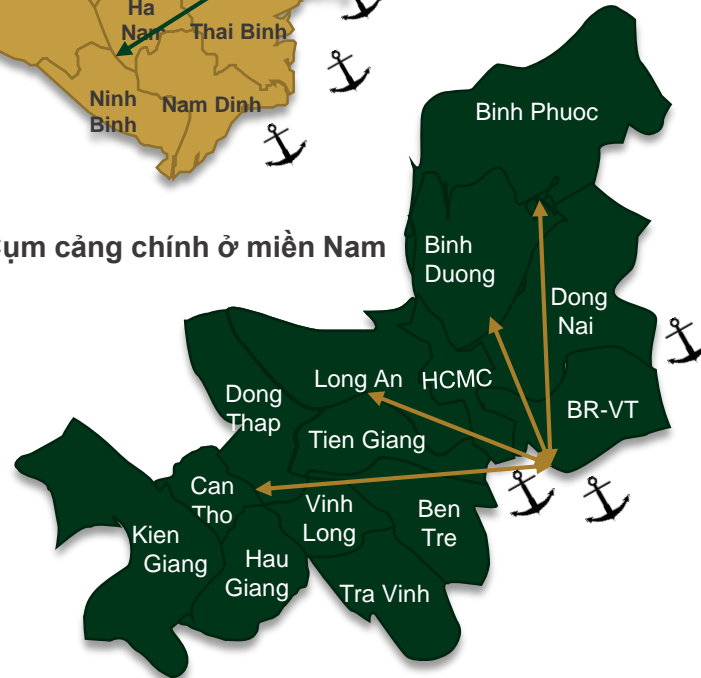 Ha
Nam
Thai Binh
Ninh
Binh
Nam Dinh
Binh Phuoc
Cụm cảng chính ở miền Nam
Binh
Duong
Dong
Nai
Long An
HCMC
Dong
Thap
BR-VT
Tien Giang
Can
Tho
Vinh
Long
Ben
Tre
Kien
Giang
Hau
Giang
Tra Vinh